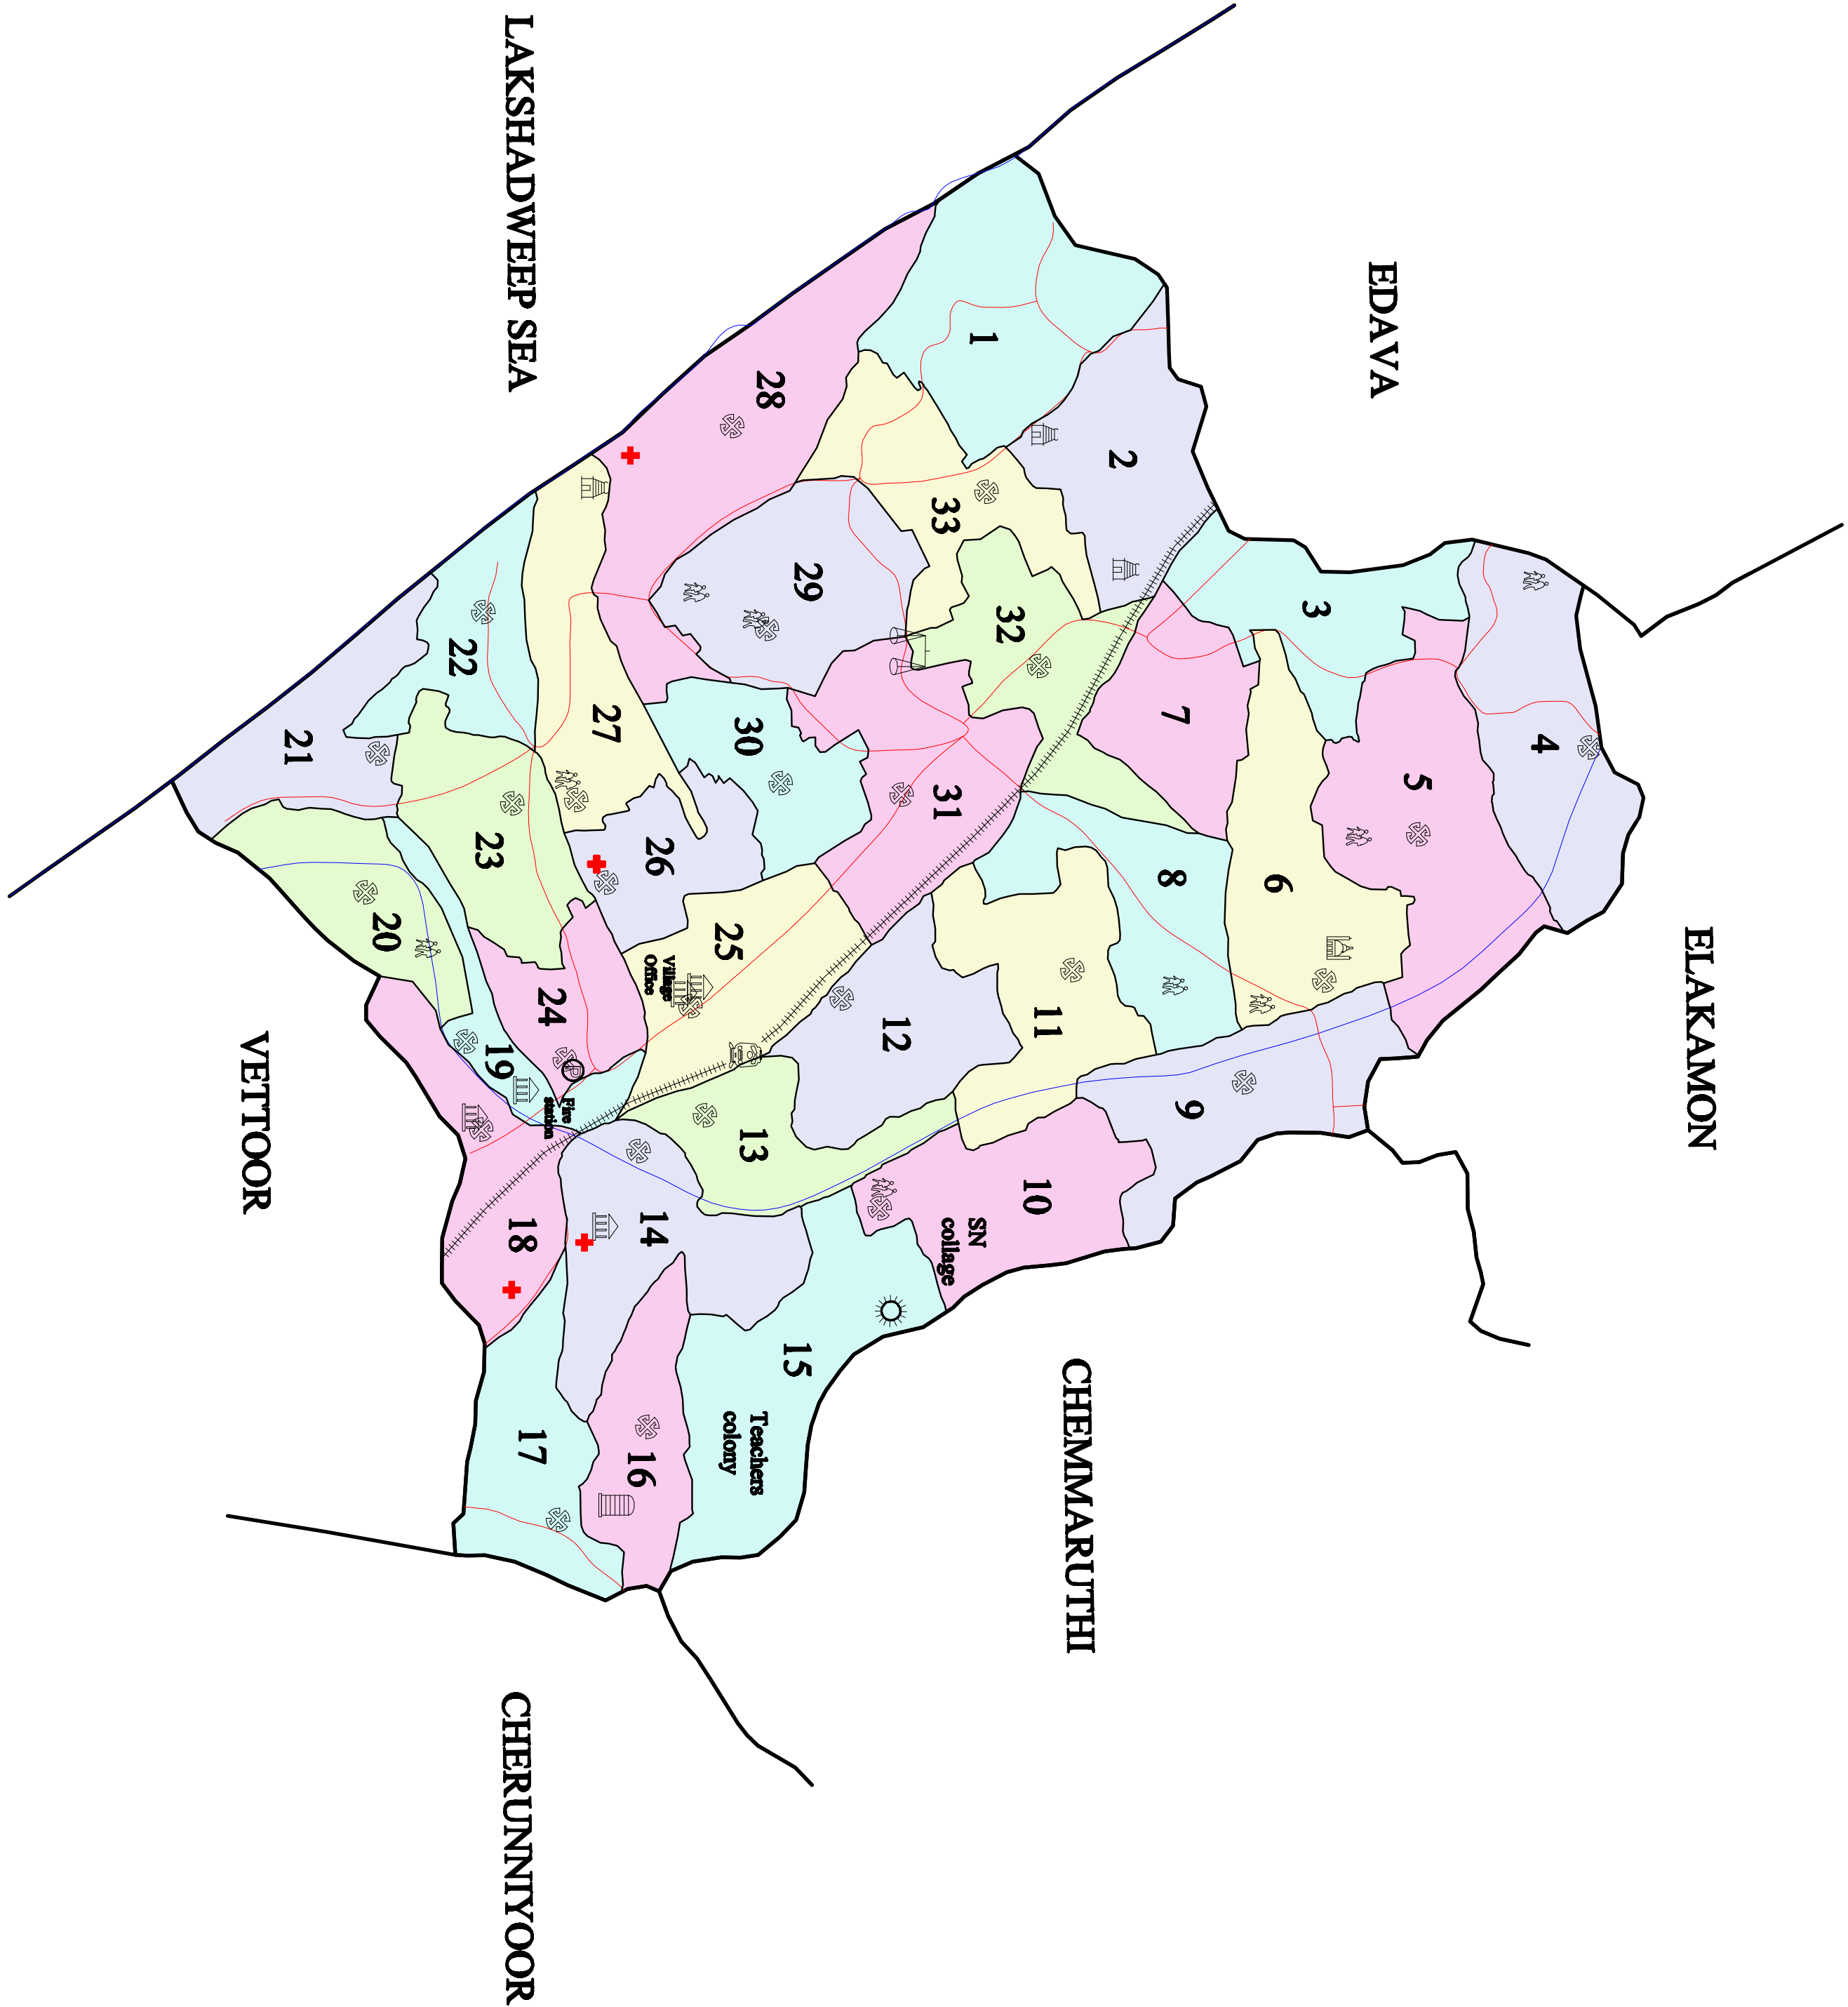 ELAKAMON
4
5
EDAVA
3
6
9
7
8
2
CHEMMARUTHI
11
10
32
1
SN
collage
33
31
12
29
15
28
13
Teachers
colony
30
25
Village
Office
26
14
16
27
P
Fire
station
24
17
18
LAKSHADWEEP SEA
CHERUNNIYOOR
19
23
22
20
21
VETTOOR